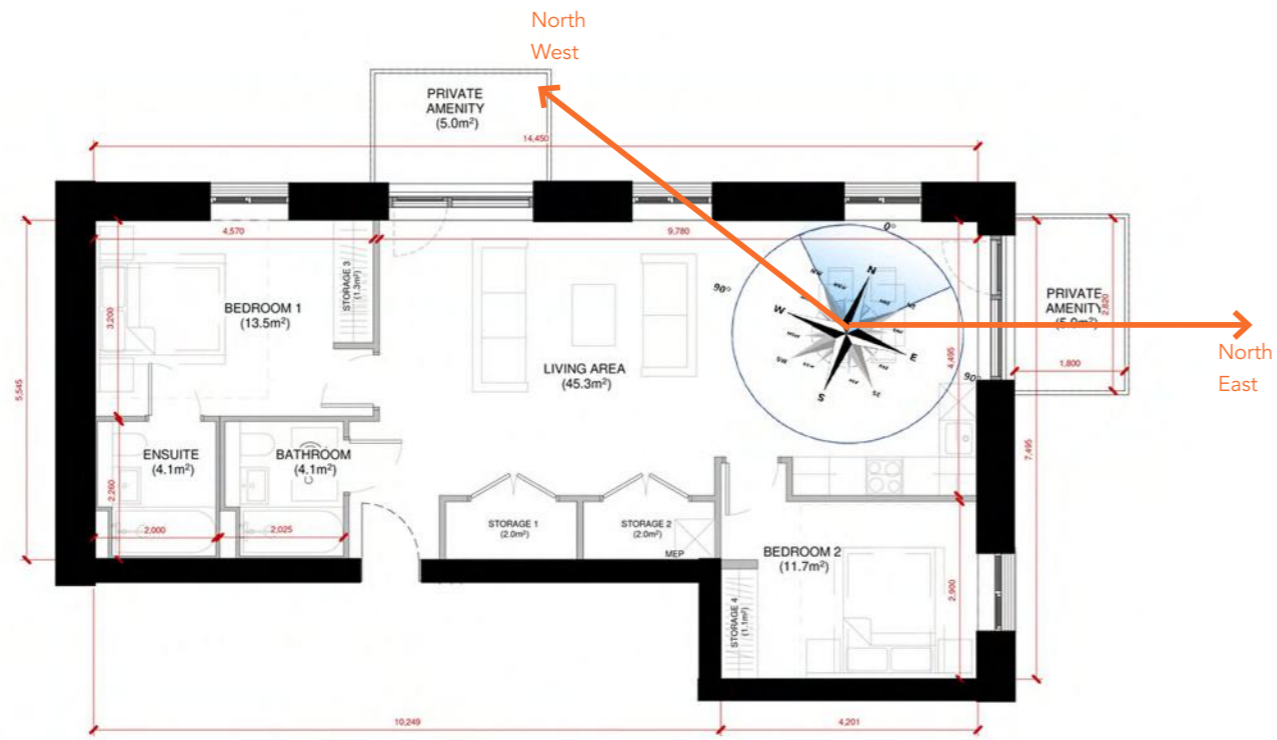 North
West
PRIVATE
AMENITY
(5.0m²)
14,450
4,570
9,780
0°
90°
N
W
E
S
90°
3,200
STORAGE 3
(1.3m²)
BEDROOM 1
(13.5m²)
LIVING AREA
(45.3m²)
4,495
PRIVATE
AMENITY
2,820
1,800
North
East
5,545
7,495
ENSUITE
(4.1m²)
BATHROOM
(4.1m²)
2,260
2,000
2,025
STORAGE 1
(2.0m²)
STORAGE 2
(2.0m²)
MEP
BEDROOM 2
(11.7m²)
STORAGE 4
(1.1m²)
2,900
10,249
4,201